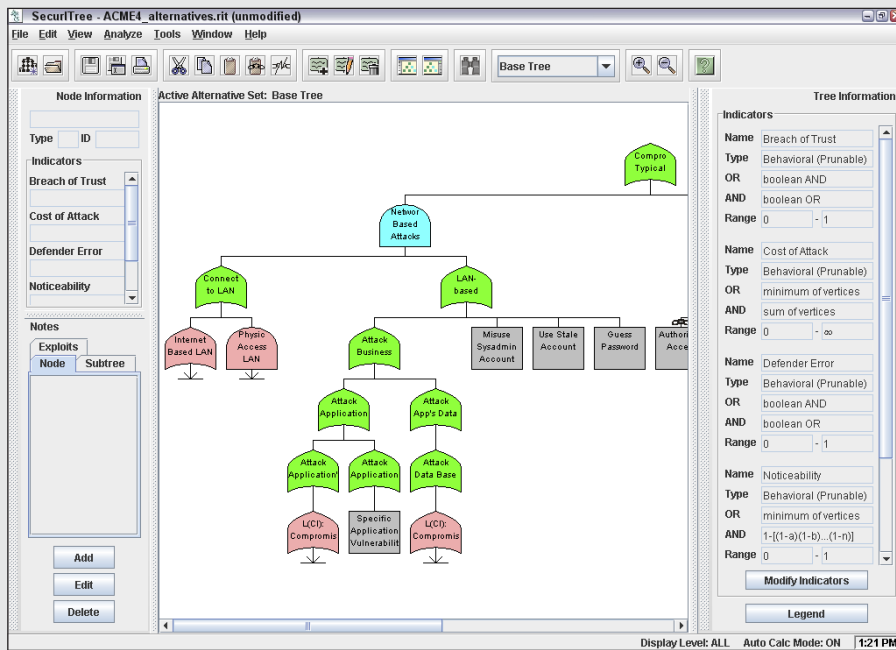 SecurITree - ACME4_alternatives.rit (unmodified)
File Edit View Analyze Tools Window Help
Base Tree
Node Information
Type ID
Indicators
Breach of Trust
Cost of Attack
Defender Error
Noticeability
Notes
Exploits
Node Subtree
Add
Edit
Delete
Active Alternative Set: Base Tree
Compro
Typical
Networ
Based
Attacks
Connect
to LAN
LAN-
based
Internet
Based LAN
Physic
Access
LAN
Attack
Business
Misuse
Sysadmin
Account
Use Stale
Account
Guess
Password
Authori
Acce
Attack
Application
Attack
App's Data
Attack
Application'
Attack
Application
Attack
Data Base
L(CI):
Compromis
Specific
Application
Vulnerabilit
L(CI):
Compromis
Tree Information
Indicators
Name Breach of Trust
Type Behavioral (Prunable)
OR boolean AND
AND boolean OR
Range 0 - 1
Name Cost of Attack
Type Behavioral (Prunable)
OR minimum of vertices
AND sum of vertices
Range 0 - ∞
Name Defender Error
Type Behavioral (Prunable)
OR boolean AND
AND boolean OR
Range 0 - 1
Name Noticeability
Type Behavioral (Prunable)
OR minimum of vertices
AND 1-[(1-a)(1-b)...(1-n)]
Range 0 - 1
Modify Indicators
Legend
Display Level: ALL Auto Calc Mode: ON 1:21 PM